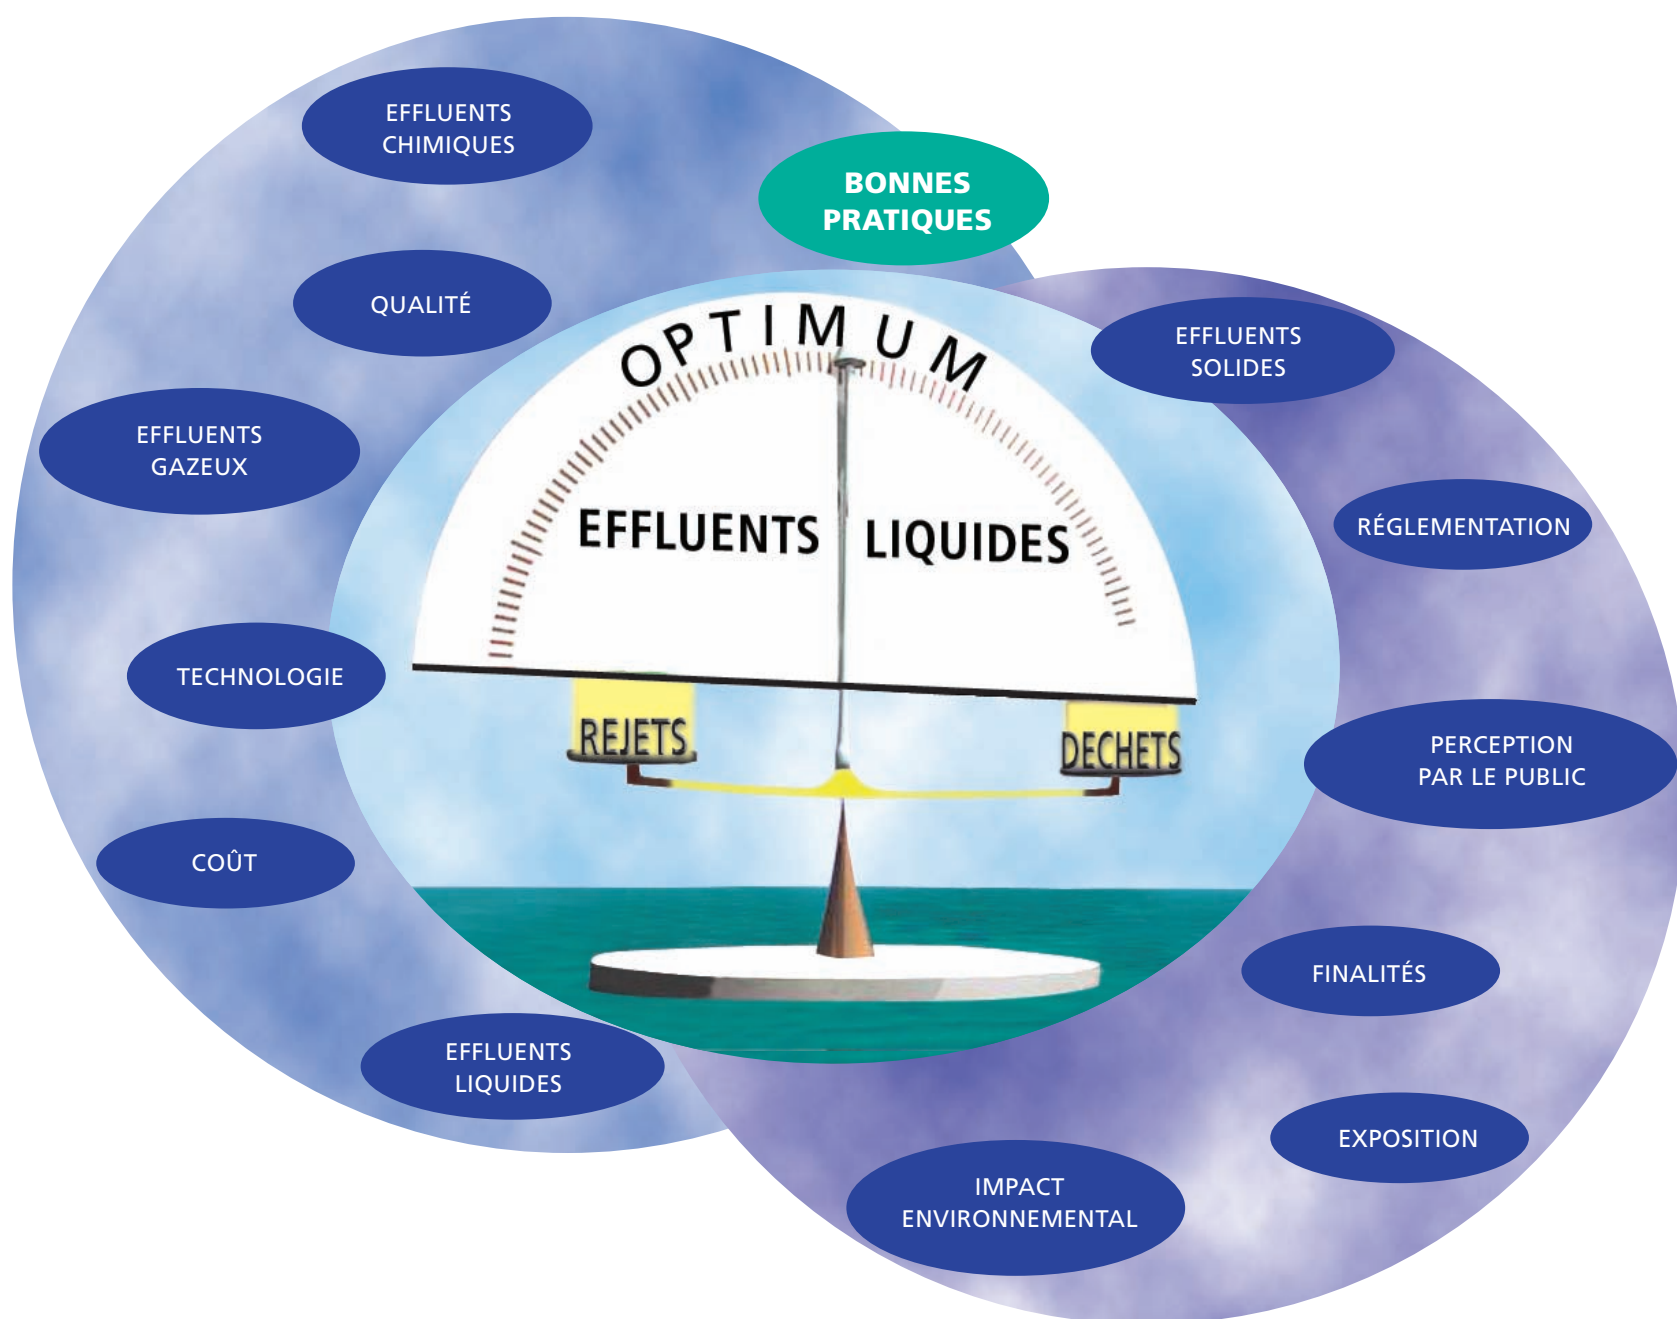 EFFLUENTS
CHIMIQUES
BONNES
PRATIQUES
QUALITÉ
OPTIMUM
EFFLUENTS
SOLIDES
EFFLUENTS
GAZEUX
EFFLUENTS LIQUIDES
RÉGLEMENTATION
TECHNOLOGIE
REJETS
DECHETS
PERCEPTION
PAR LE PUBLIC
COÛT
FINALITÉS
EFFLUENTS
LIQUIDES
EXPOSITION
IMPACT
ENVIRONNEMENTAL